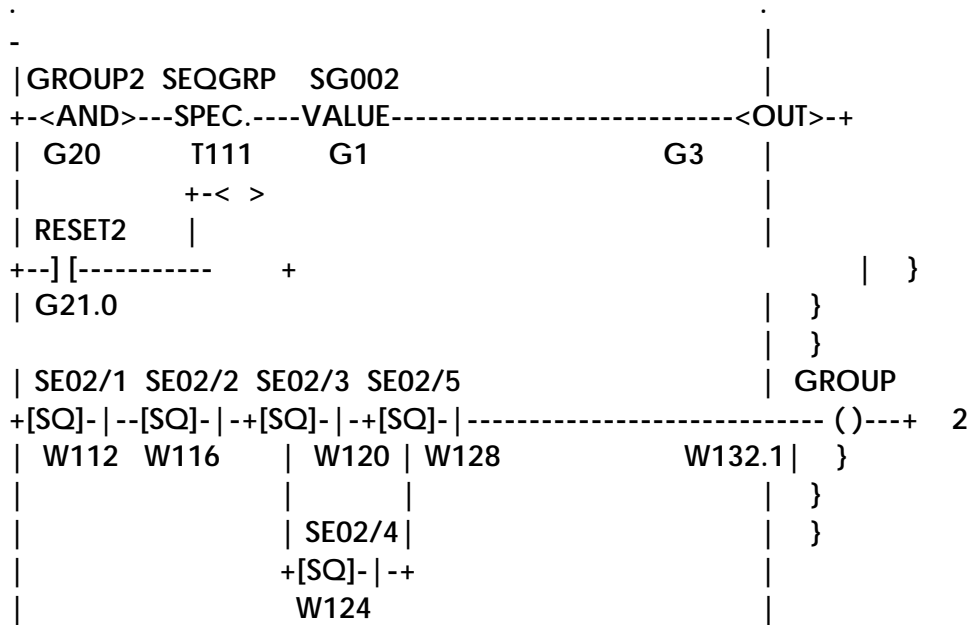 . .
- |
|GROUP2 SEQGRP SG002 |
+-<AND>---SPEC.----VALUE----------------------------<OUT>-+
| G20 T111 G1 G3 |
| +-< > |
| RESET2 | |
+--] [----------- + | }
| G21.0 | }
| }
| SE02/1 SE02/2 SE02/3 SE02/5 | GROUP
+[SQ]-|--[SQ]-|-+[SQ]-|-+[SQ]-|----------------------------- ( )---+ 2
| W112 W116 | W120 | W128 W132.1| }
| | | | }
| | SE02/4| | }
| +[SQ]-|-+ |
| W124 |